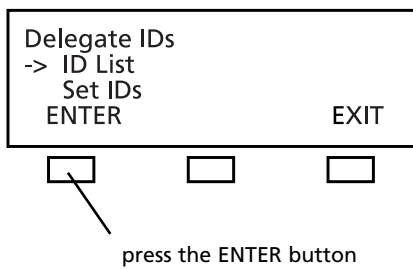 Delegate IDs
-> ID List
Set IDs
ENTER EXIT
press the ENTER button